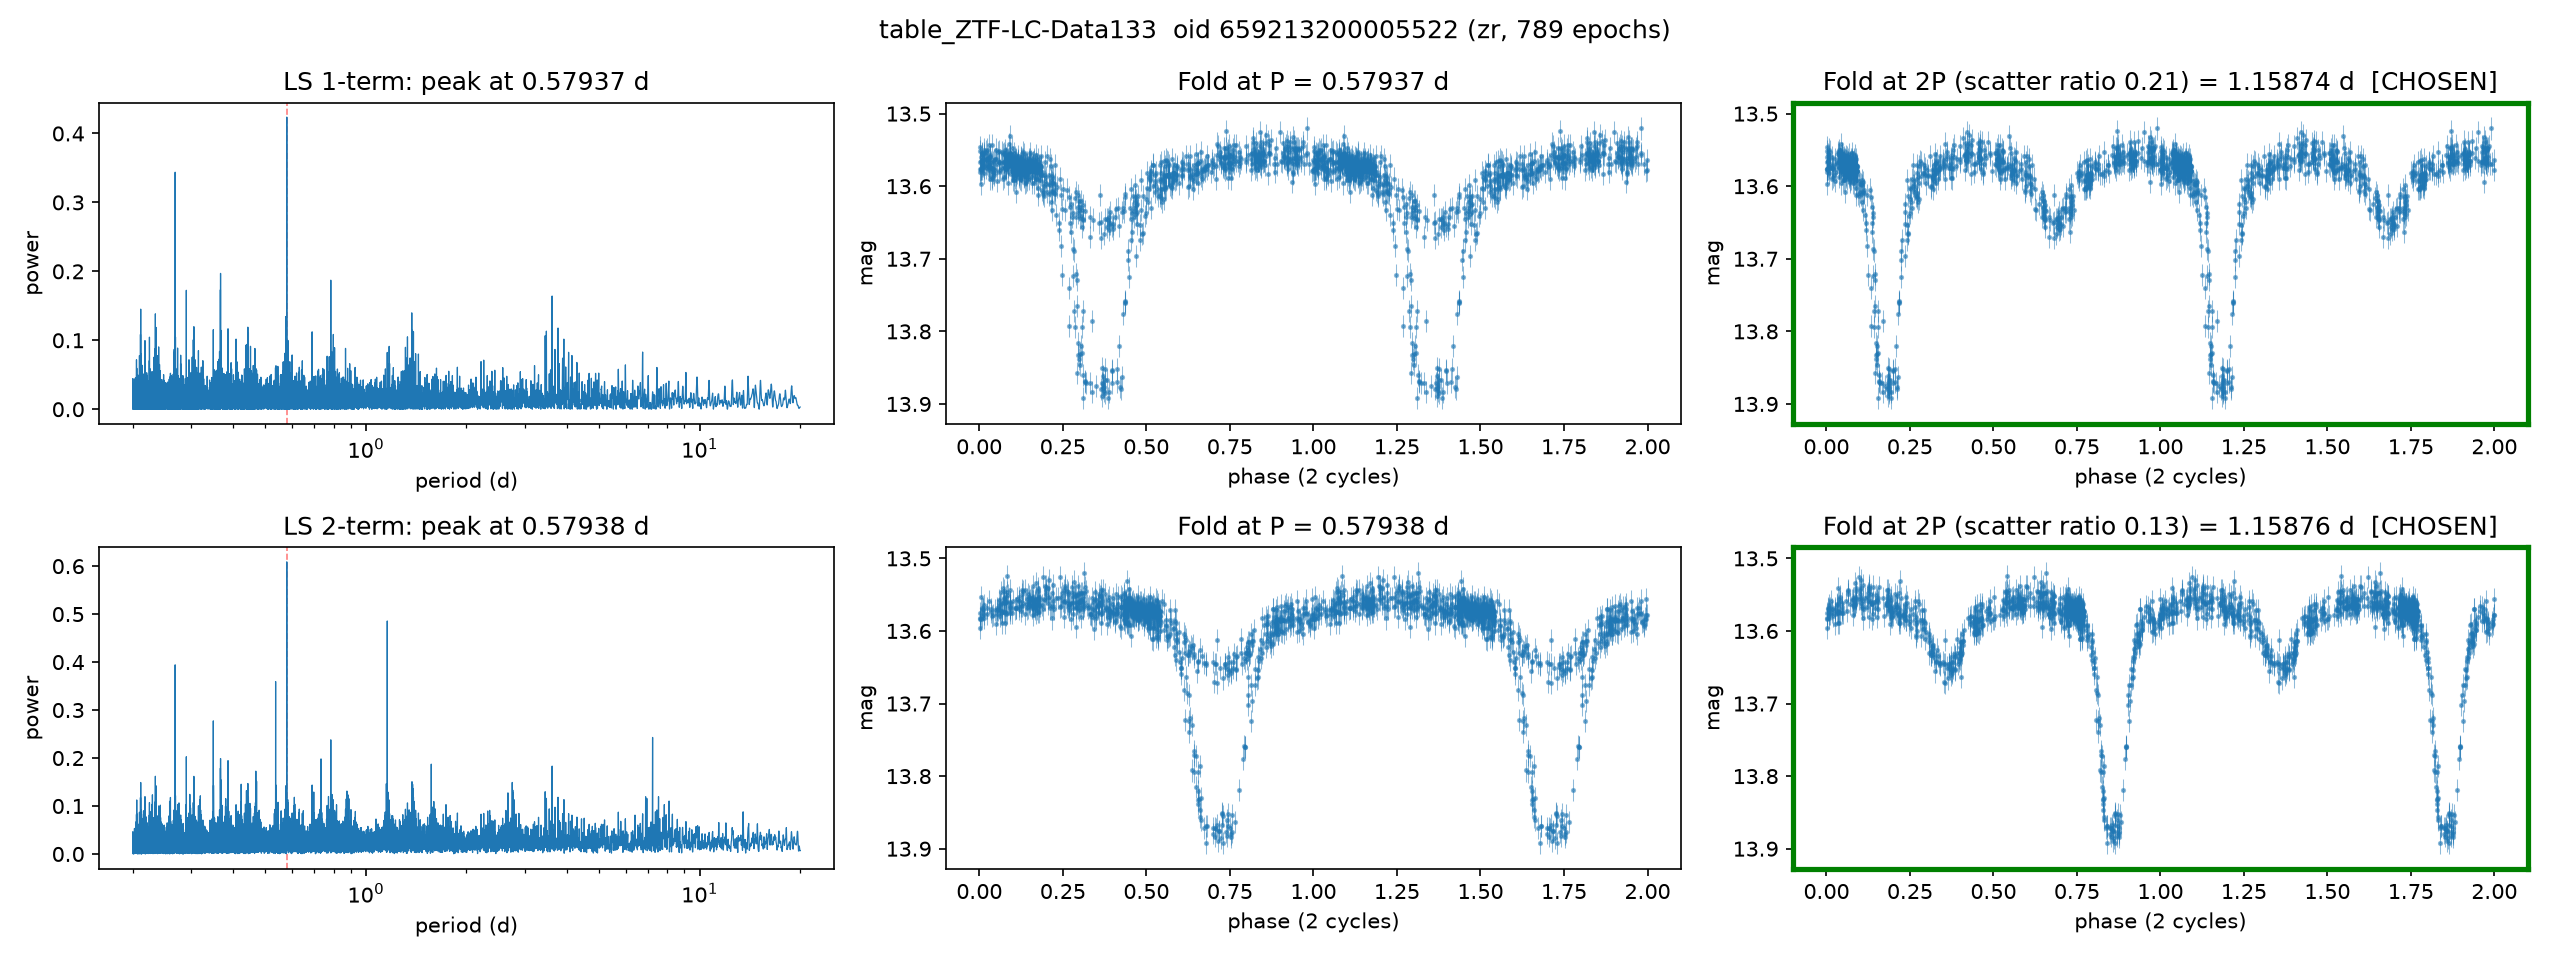 table_ZTF-LC-Data133  oid 659213200005522 (zr, 789 epochs)
LS 1-term: peak at 0.57937 d
power
0.4
0.3
0.2
0.1
0.0
10⁰
10¹
period (d)
Fold at P = 0.57937 d
mag
13.5
13.6
13.7
13.8
13.9
0.00 0.25 0.50 0.75 1.00 1.25 1.50 1.75 2.00
phase (2 cycles)
Fold at 2P (scatter ratio 0.21) = 1.15874 d  [CHOSEN]
mag
13.5
13.6
13.7
13.8
13.9
0.00 0.25 0.50 0.75 1.00 1.25 1.50 1.75 2.00
phase (2 cycles)
LS 2-term: peak at 0.57938 d
power
0.6
0.5
0.4
0.3
0.2
0.1
0.0
10⁰
10¹
period (d)
Fold at P = 0.57938 d
mag
13.5
13.6
13.7
13.8
13.9
0.00 0.25 0.50 0.75 1.00 1.25 1.50 1.75 2.00
phase (2 cycles)
Fold at 2P (scatter ratio 0.13) = 1.15876 d  [CHOSEN]
mag
13.5
13.6
13.7
13.8
13.9
0.00 0.25 0.50 0.75 1.00 1.25 1.50 1.75 2.00
phase (2 cycles)